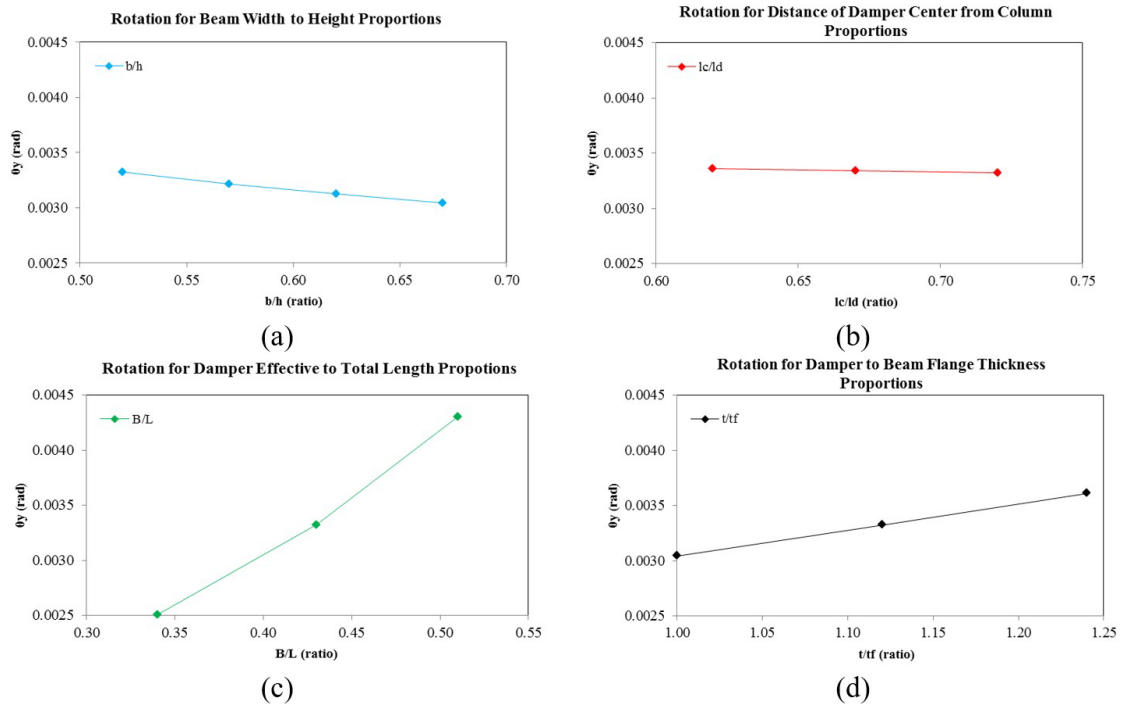 Rotation for Beam Width to Height Proportions
0.0045
0.0040
0.0035
0.0030
0.0025
θy (rad)
b/h
0.50 0.55 0.60 0.65 0.70
b/h (ratio)
(a)
Rotation for Distance of Damper Center from Column
Proportions
0.0045
0.0040
0.0035
0.0030
0.0025
θy (rad)
lc/ld
0.60 0.65 0.70 0.75
lc/ld (ratio)
(b)
Rotation for Damper Effective to Total Length Propotions
0.0045
0.0040
0.0035
0.0030
0.0025
θy (rad)
B/L
0.30 0.35 0.40 0.45 0.50 0.55
B/L (ratio)
(c)
Rotation for Damper to Beam Flange Thickness
Proportions
0.0045
0.0040
0.0035
0.0030
0.0025
θy (rad)
t/tf
1.00 1.05 1.10 1.15 1.20 1.25
t/tf (ratio)
(d)